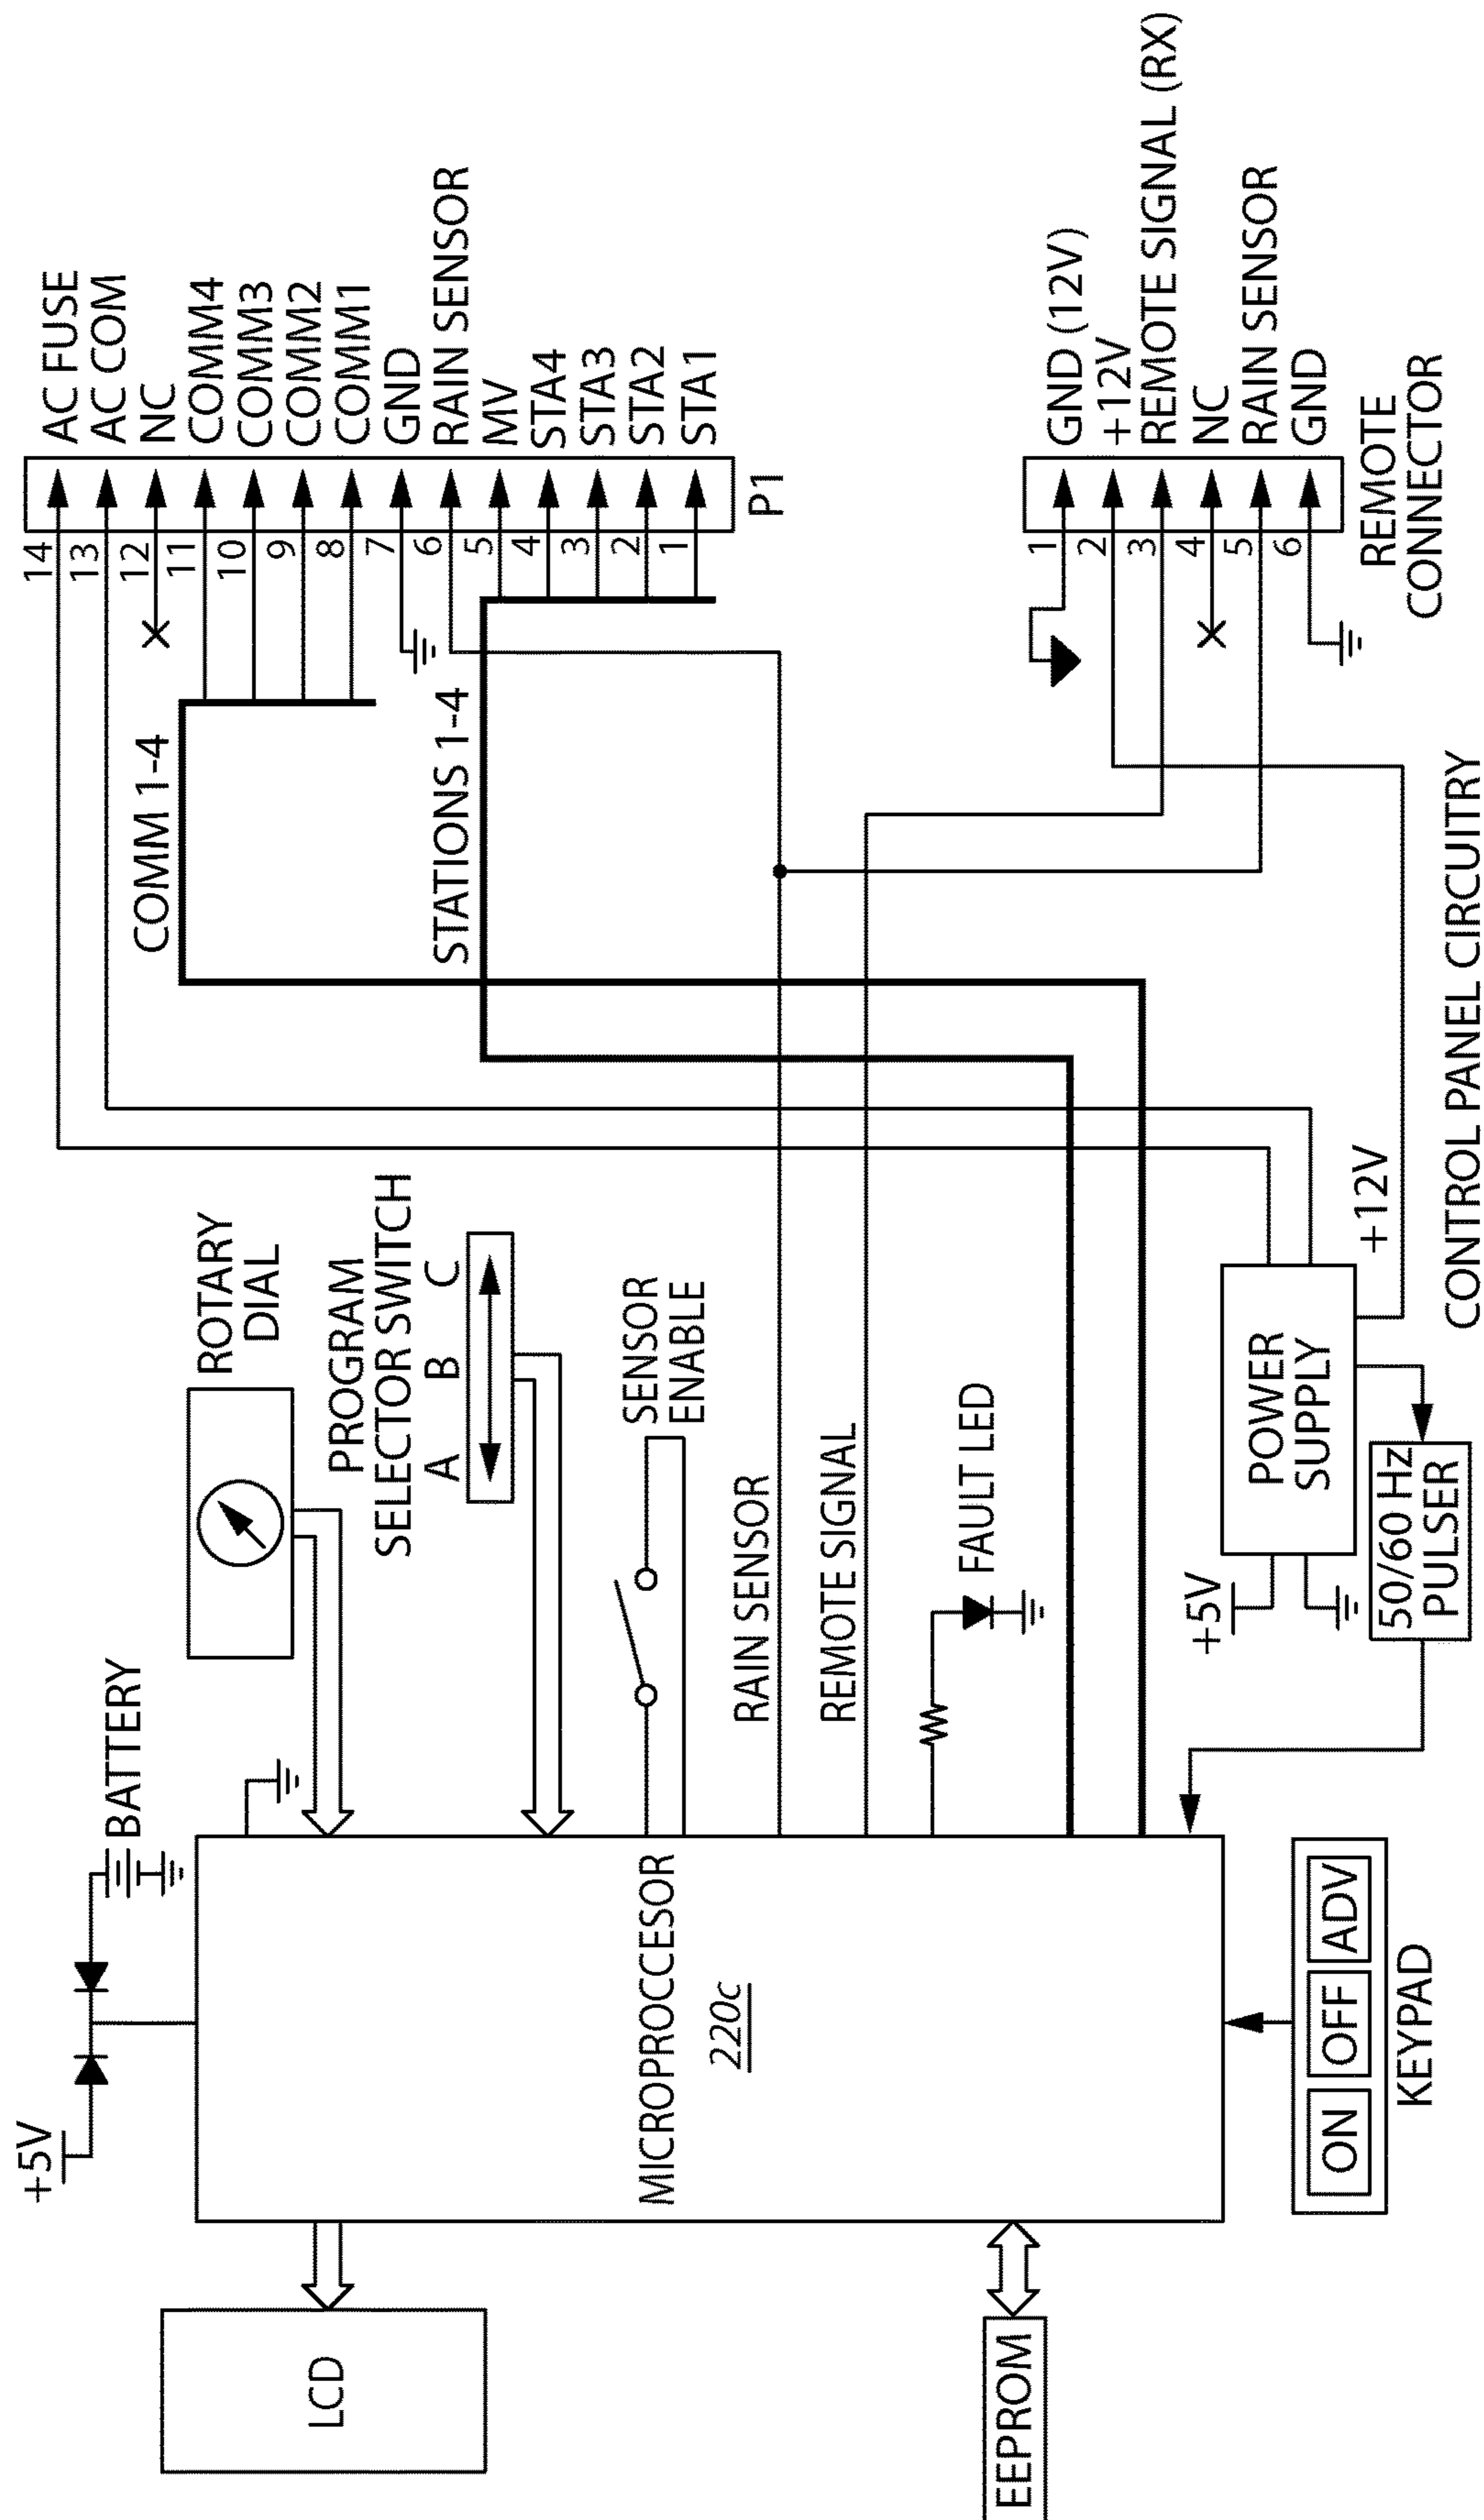 LCD
EEPROM
+5V
BATTERY
MICROPROCCESOR
220c
ON
OFF
ADV
KEYPAD
ROTARY
DIAL
PROGRAM
SELECTOR SWITCH
A B C
SENSOR
ENABLE
RAIN SENSOR
REMOTE SIGNAL
FAULT LED
+5V
POWER
SUPPLY
+12V
50/60 Hz
PULSER
COMM 1-4
STATIONS 1-4
14 AC FUSE
13 AC COM
12 NC
11 COMM4
10 COMM3
9 COMM2
8 COMM1
7 GND
6 RAIN SENSOR
5 MV
4 STA4
3 STA3
2 STA2
1 STA1
P1
1 GND (12V)
2 +12V
3 REMOTE SIGNAL (RX)
4 NC
5 RAIN SENSOR
6 GND
REMOTE
CONNECTOR
CONTROL PANEL CIRCUITRY